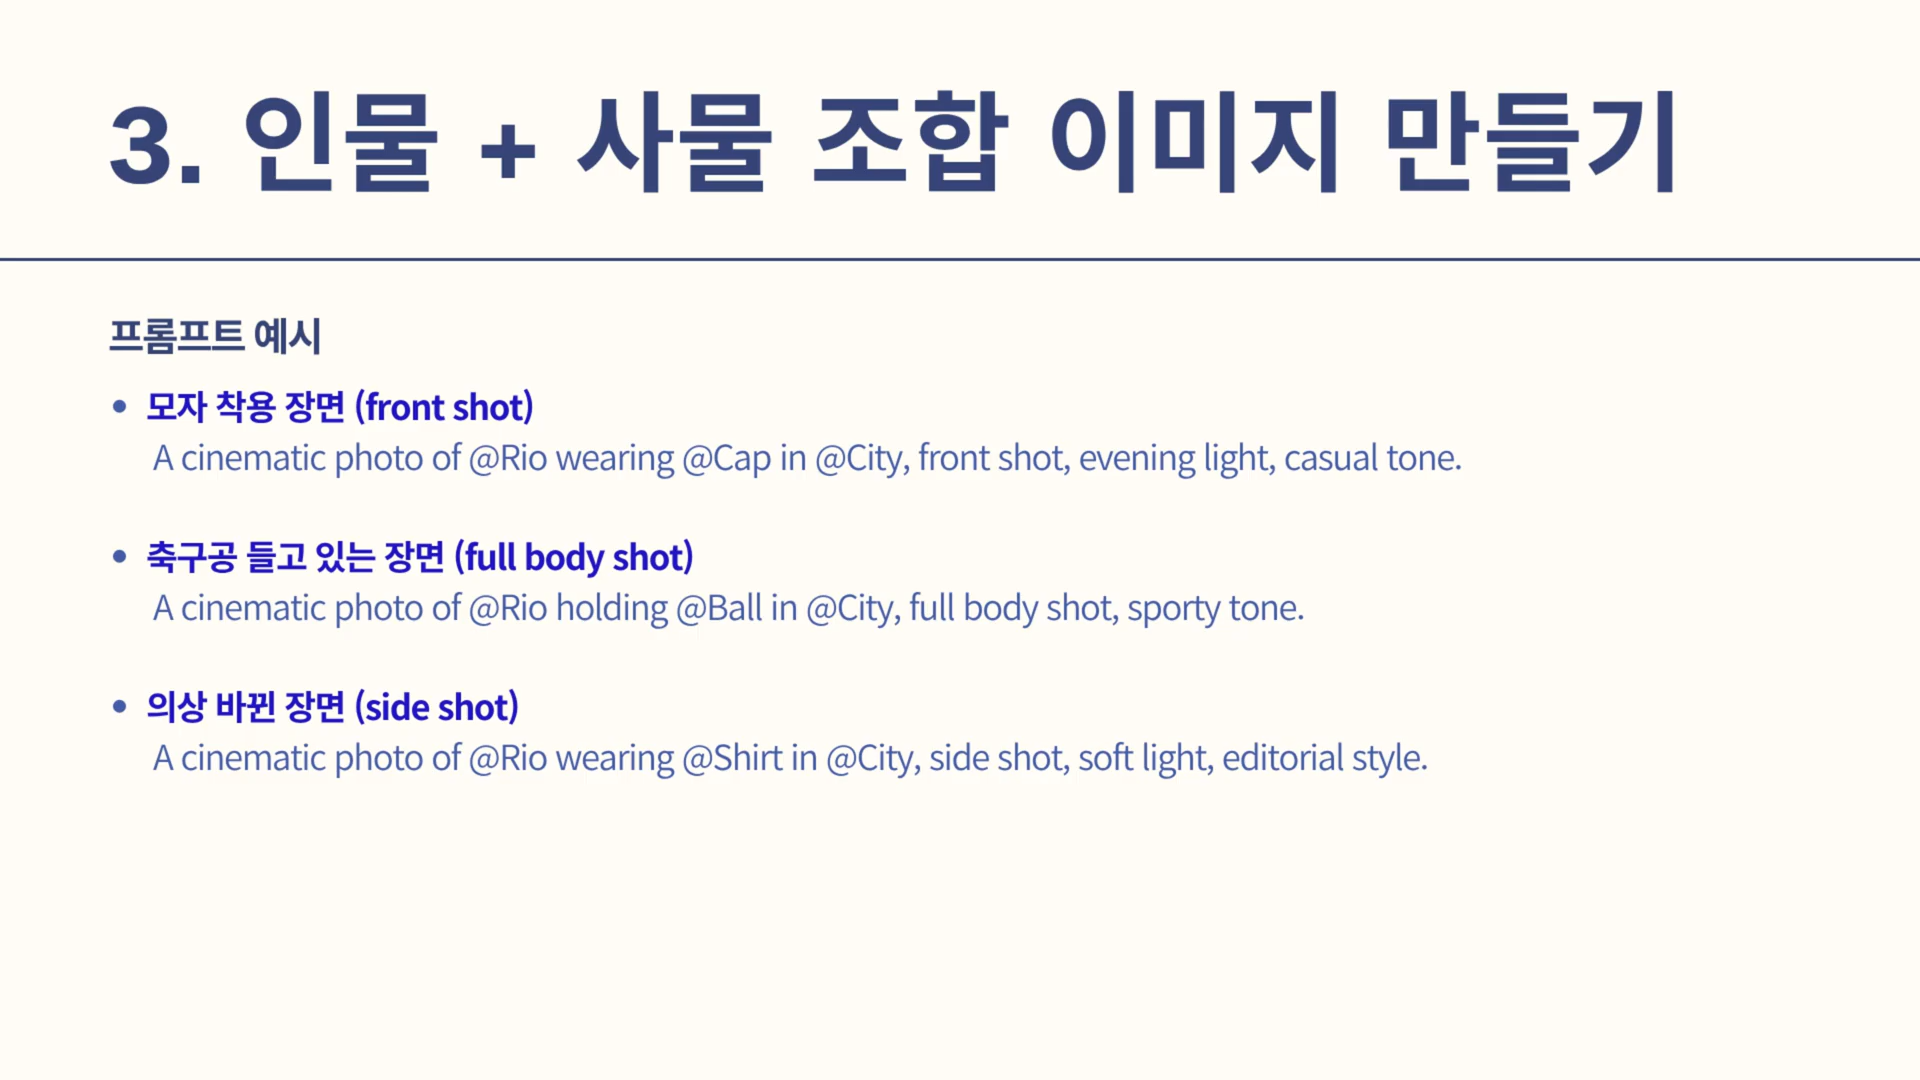 3. 인물 + 사물 조합 이미지 만들기
프롬프트 예시
• 모자 착용 장면 (front shot)
A cinematic photo of @Rio wearing @Cap in @City, front shot, evening light, casual tone.
• 축구공 들고 있는 장면 (full body shot)
A cinematic photo of @Rio holding @Ball in @City, full body shot, sporty tone.
• 의상 바뀐 장면 (side shot)
A cinematic photo of @Rio wearing @Shirt in @City, side shot, soft light, editorial style.